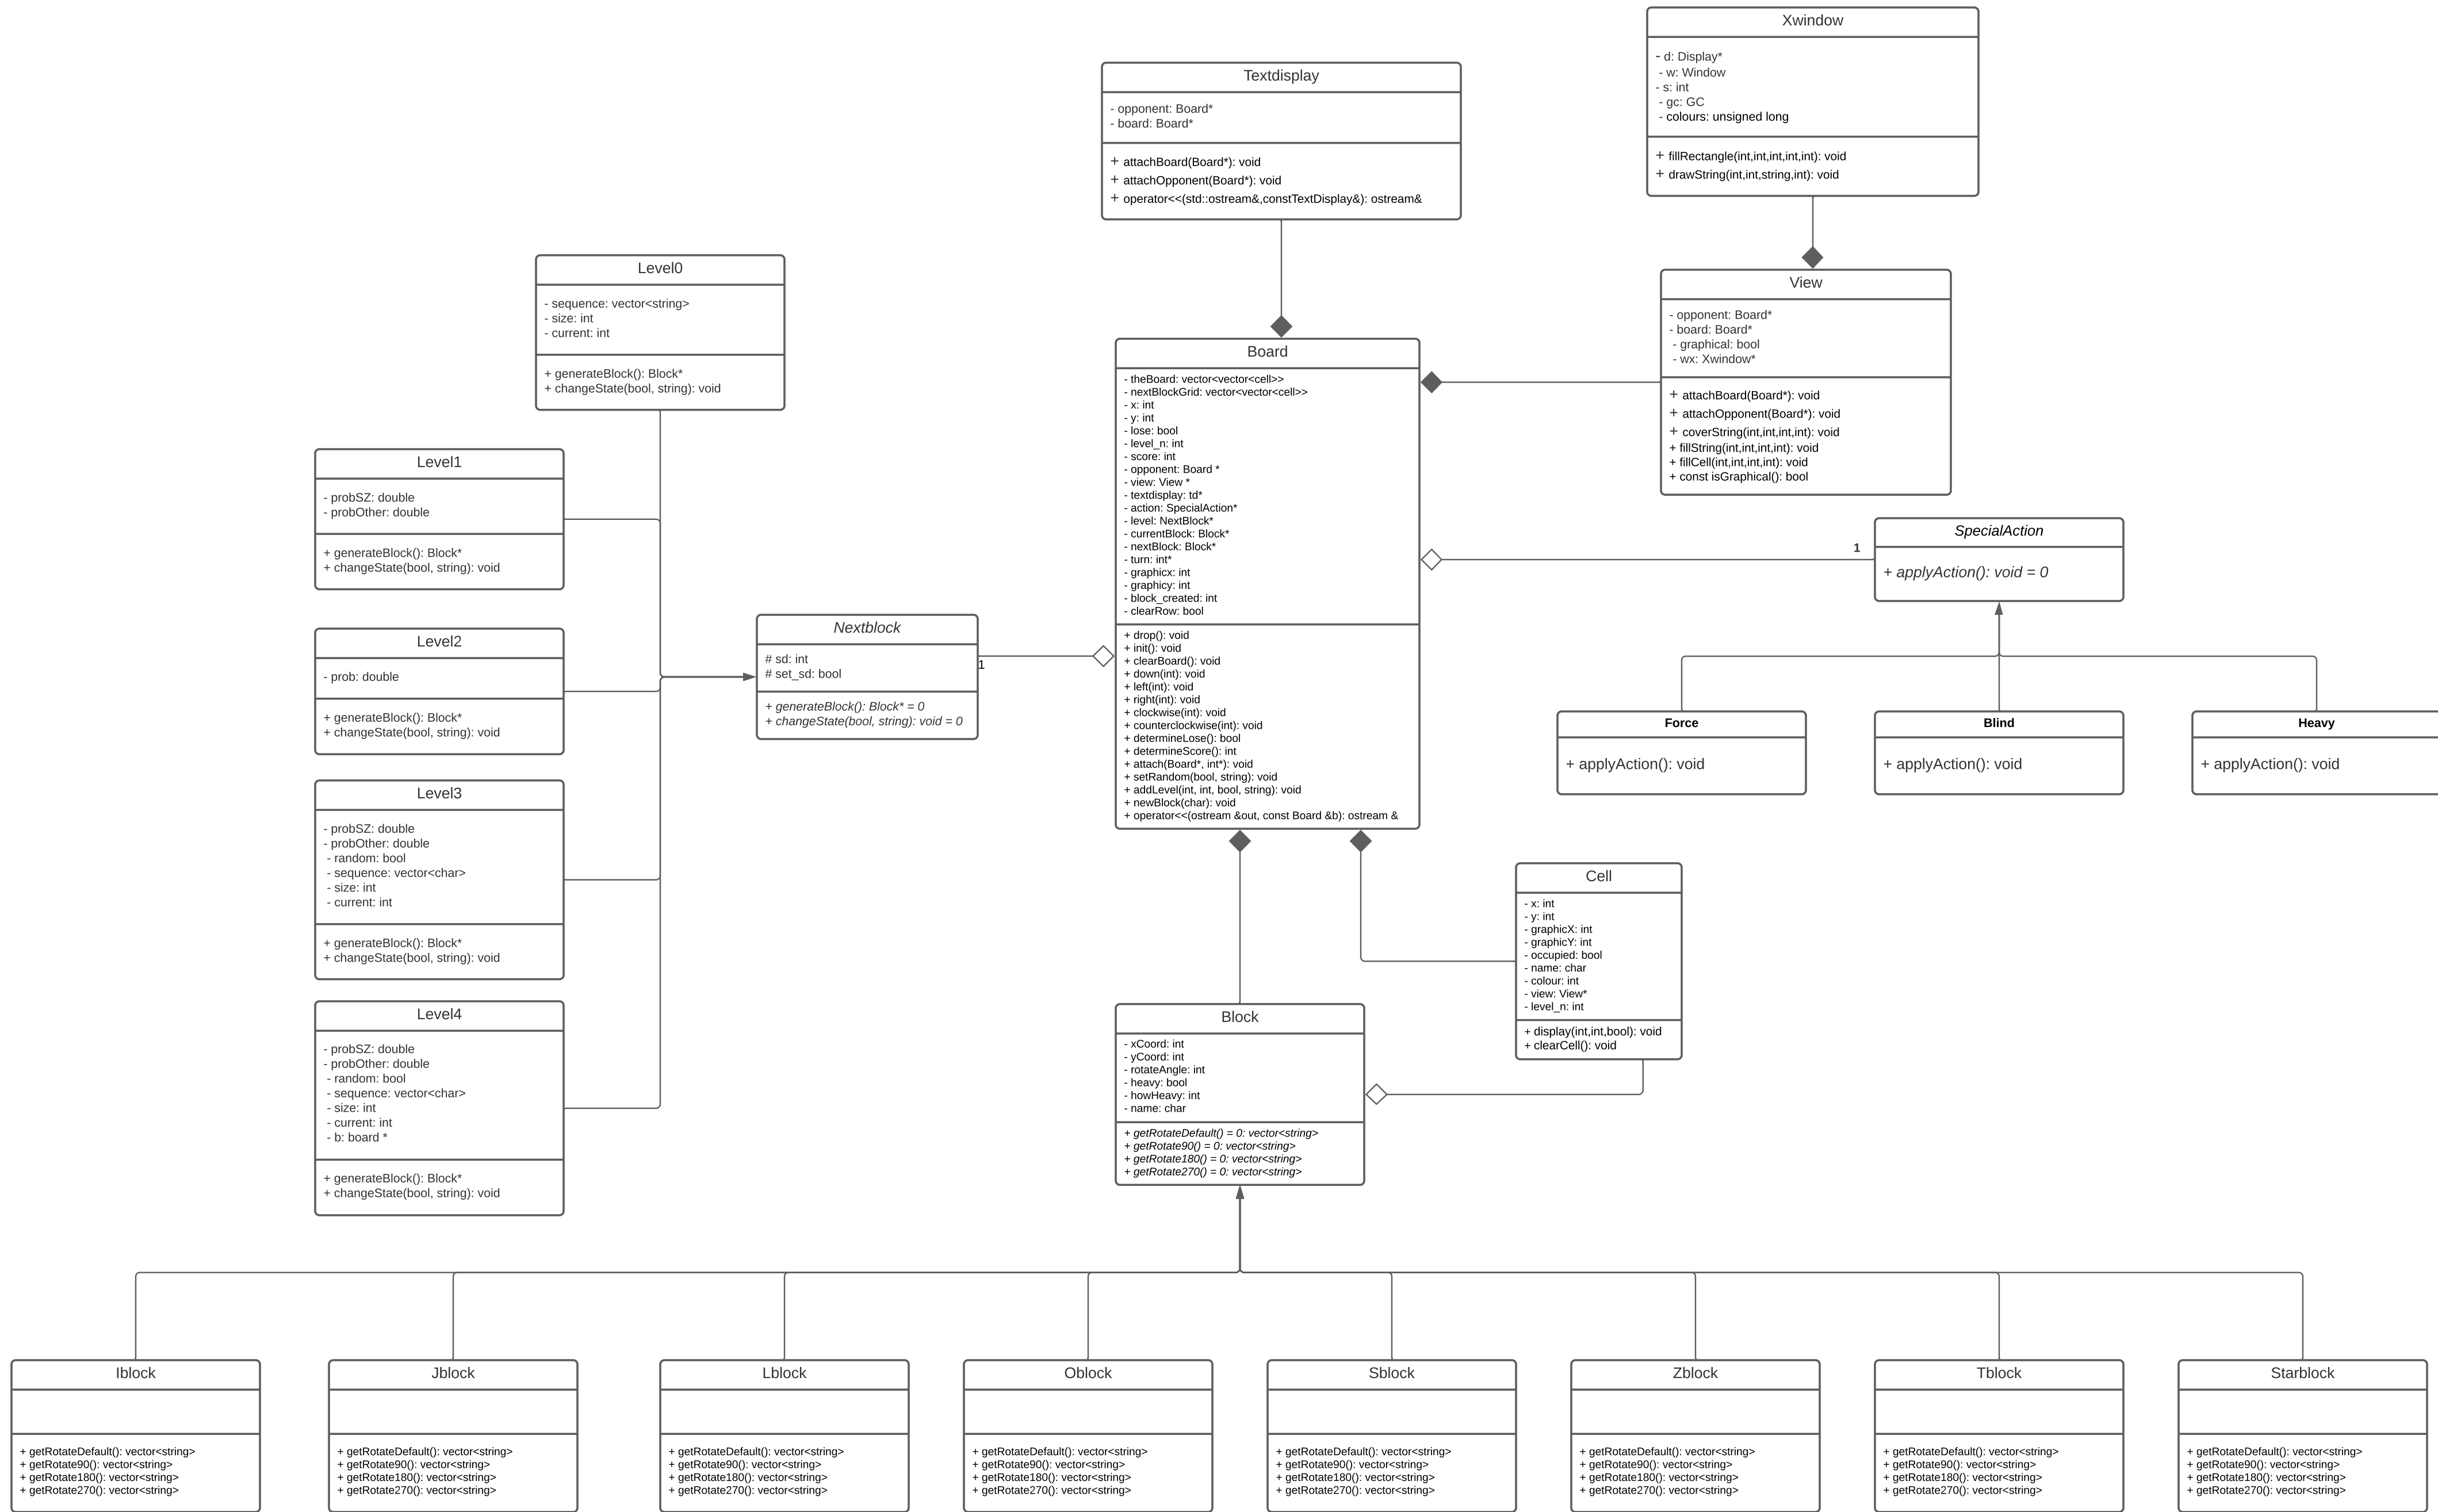 Xwindow
- d: Display*
- w: Window
- s: int
- gc: GC
- colours: unsigned long
+ fillRectangle(int,int,int,int,int): void
+ drawString(int,int,string,int): void
Textdisplay
- opponent: Board*
- board: Board*
+ attachBoard(Board*): void
+ attachOpponent(Board*): void
+ operator<<(std::ostream&,constTextDisplay&): ostream&
Level0
- sequence: vector<string>
- size: int
- current: int
+ generateBlock(): Block*
+ changeState(bool, string): void
View
- opponent: Board*
- board: Board*
- graphical: bool
- wx: Xwindow*
+ attachBoard(Board*): void
+ attachOpponent(Board*): void
+ coverString(int,int,int,int): void
+ fillString(int,int,int,int): void
+ fillCell(int,int,int,int): void
+ const isGraphical(): bool
Board
- theBoard: vector<vector<cell>>
- nextBlockGrid: vector<vector<cell>>
- x: int
- y: int
- lose: bool
- level_n: int
- score: int
- opponent: Board *
- view: View *
- textdisplay: td*
- action: SpecialAction*
- level: NextBlock*
- currentBlock: Block*
- nextBlock: Block*
- turn: int*
- graphicx: int
- graphicy: int
- block_created: int
- clearRow: bool
+ drop(): void
+ init(): void
+ clearBoard(): void
+ down(int): void
+ left(int): void
+ right(int): void
+ clockwise(int): void
+ counterclockwise(int): void
+ determineLose(): bool
+ determineScore(): int
+ attach(Board*, int*): void
+ setRandom(bool, string): void
+ addLevel(int, int, bool, string): void
+ newBlock(char): void
+ operator<<(ostream &out, const Board &b): ostream &
Level1
- probSZ: double
- probOther: double
+ generateBlock(): Block*
+ changeState(bool, string): void
1
SpecialAction
+ applyAction(): void = 0
Nextblock
# sd: int
# set_sd: bool
+ generateBlock(): Block* = 0
+ changeState(bool, string): void = 0
1
Level2
- prob: double
+ generateBlock(): Block*
+ changeState(bool, string): void
Force
+ applyAction(): void
Blind
+ applyAction(): void
Heavy
+ applyAction(): void
Level3
- probSZ: double
- probOther: double
- random: bool
- sequence: vector<char>
- size: int
- current: int
+ generateBlock(): Block*
+ changeState(bool, string): void
Cell
- x: int
- y: int
- graphicX: int
- graphicY: int
- occupied: bool
- name: char
- colour: int
- view: View*
- level_n: int
+ display(int,int,bool): void
+ clearCell(): void
Level4
- probSZ: double
- probOther: double
- random: bool
- sequence: vector<char>
- size: int
- current: int
- b: board *
+ generateBlock(): Block*
+ changeState(bool, string): void
Block
- xCoord: int
- yCoord: int
- rotateAngle: int
- heavy: bool
- howHeavy: int
- name: char
+ getRotateDefault() = 0: vector<string>
+ getRotate90() = 0: vector<string>
+ getRotate180() = 0: vector<string>
+ getRotate270() = 0: vector<string>
Iblock
+ getRotateDefault(): vector<string>
+ getRotate90(): vector<string>
+ getRotate180(): vector<string>
+ getRotate270(): vector<string>
Jblock
+ getRotateDefault(): vector<string>
+ getRotate90(): vector<string>
+ getRotate180(): vector<string>
+ getRotate270(): vector<string>
Lblock
+ getRotateDefault(): vector<string>
+ getRotate90(): vector<string>
+ getRotate180(): vector<string>
+ getRotate270(): vector<string>
Oblock
+ getRotateDefault(): vector<string>
+ getRotate90(): vector<string>
+ getRotate180(): vector<string>
+ getRotate270(): vector<string>
Sblock
+ getRotateDefault(): vector<string>
+ getRotate90(): vector<string>
+ getRotate180(): vector<string>
+ getRotate270(): vector<string>
Zblock
+ getRotateDefault(): vector<string>
+ getRotate90(): vector<string>
+ getRotate180(): vector<string>
+ getRotate270(): vector<string>
Tblock
+ getRotateDefault(): vector<string>
+ getRotate90(): vector<string>
+ getRotate180(): vector<string>
+ getRotate270(): vector<string>
Starblock
+ getRotateDefault(): vector<string>
+ getRotate90(): vector<string>
+ getRotate180(): vector<string>
+ getRotate270(): vector<string>